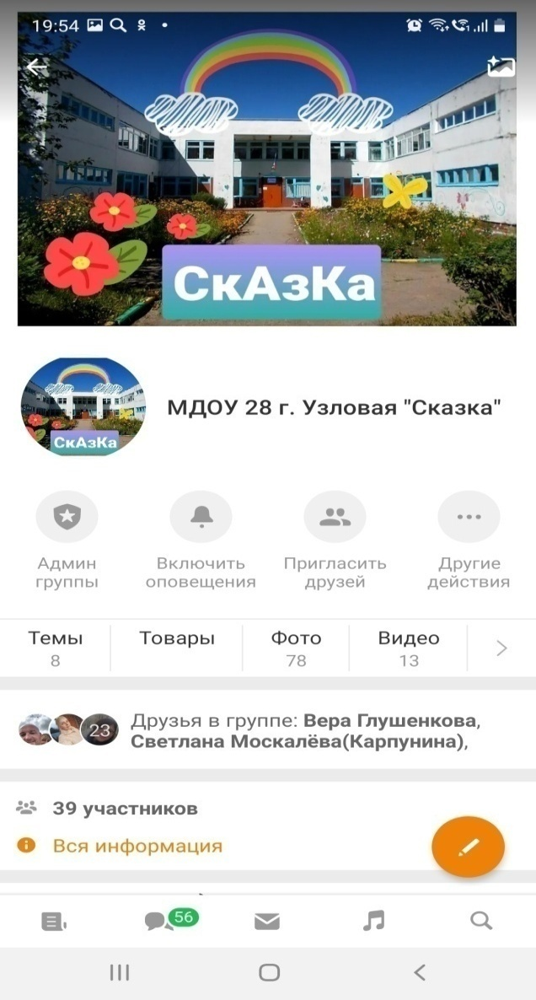 19:54
СкАзКа
СкАзКа
МДОУ 28 г. Узловая "Сказка"
Админ группы
Включить оповещения
Пригласить друзей
Другие действия
Темы
8
Товары
Фото
78
Видео
13
23
Друзья в группе: Вера Глушенкова,
Светлана Москалёва(Карпунина),
39 участников
Вся информация
56